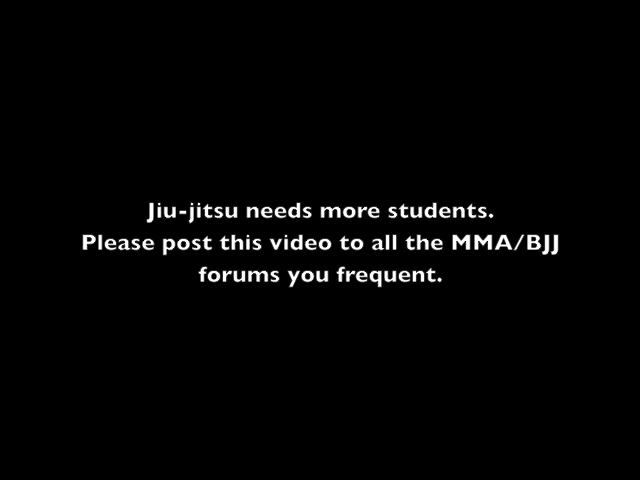 Jiu-jitsu needs more students.
Please post this video to all the MMA/BJJ
forums you frequent.